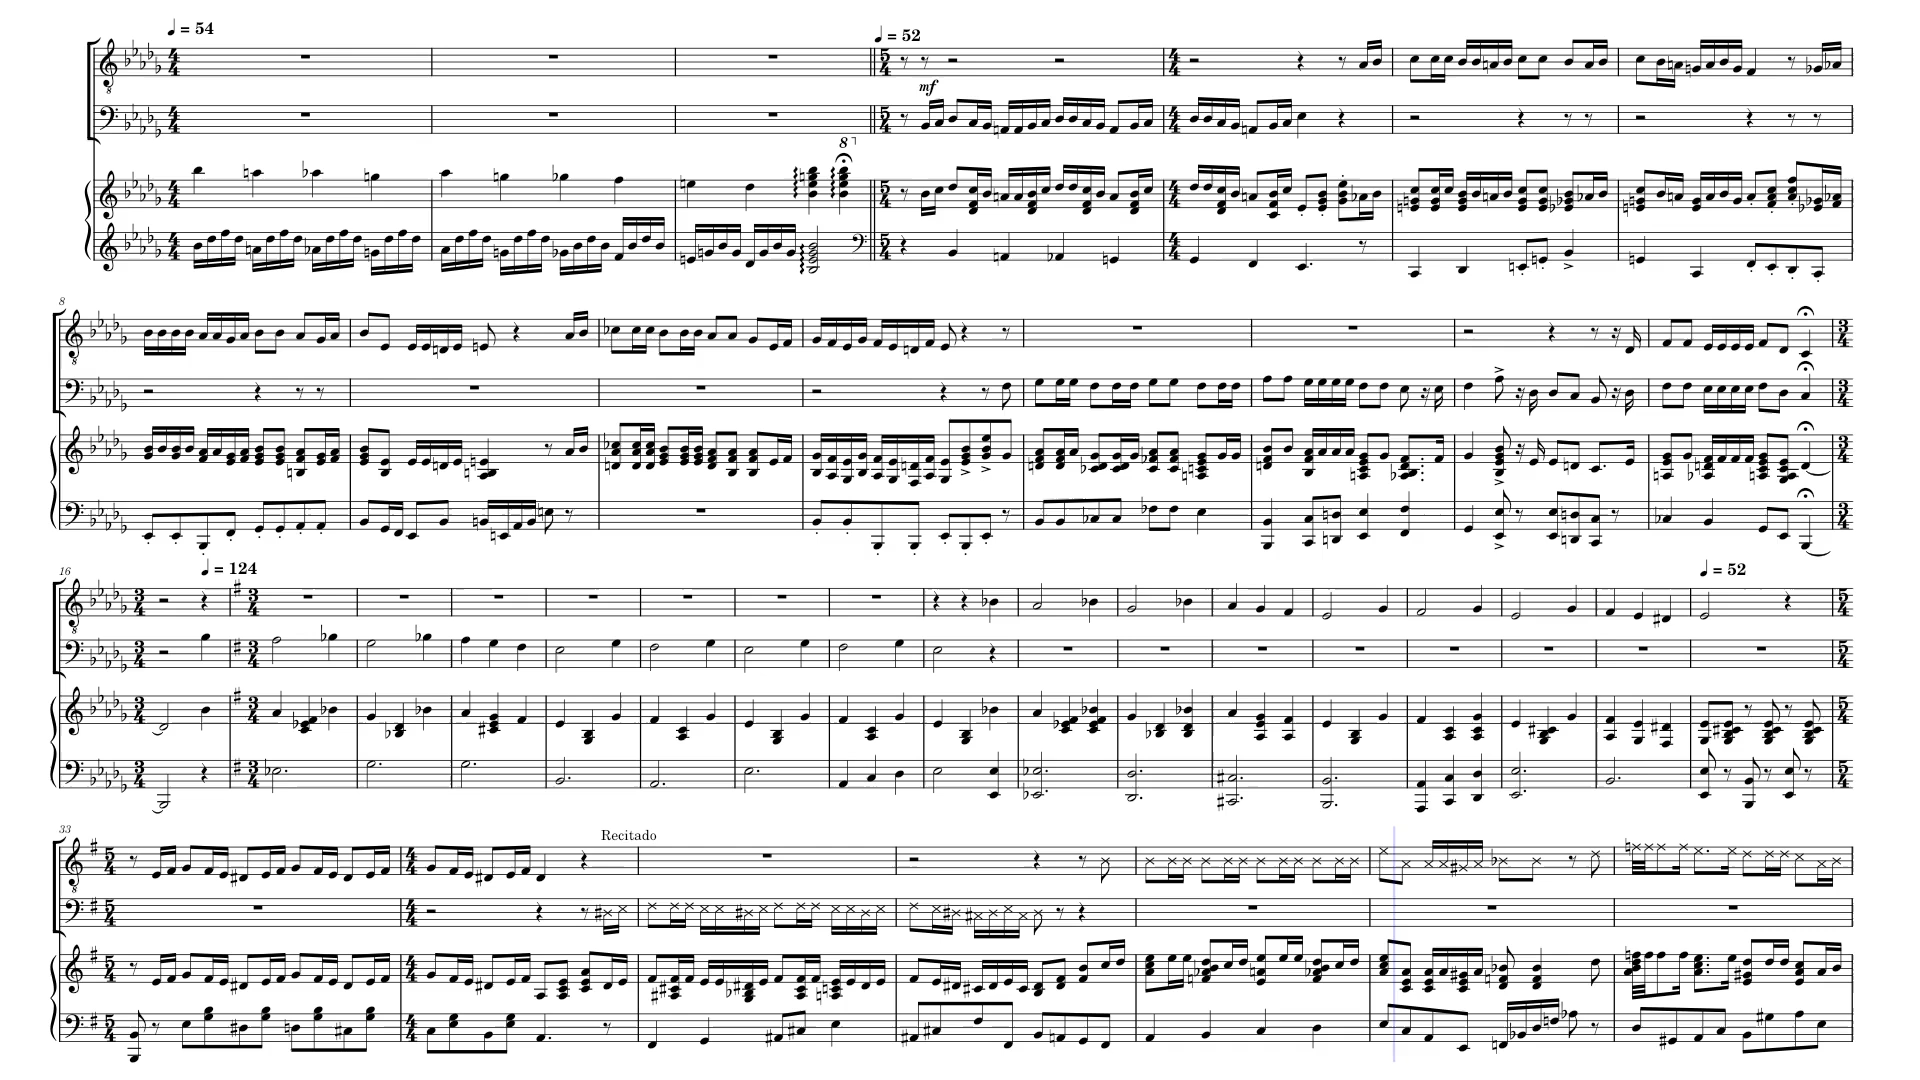 ♩ = 54
♩ = 52
mf
8
8
16
♩ = 124
♩ = 52
33
Recitado